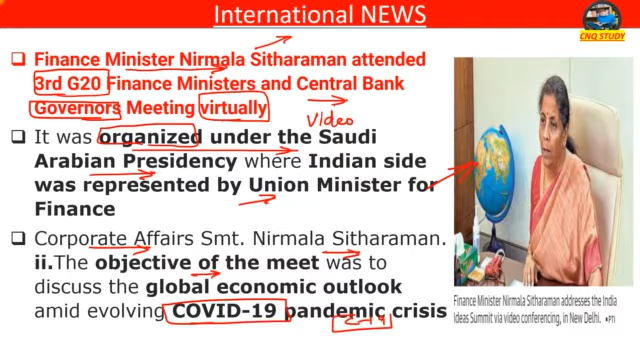 International NEWS
CNQ STUDY
Finance Minister Nirmala Sitharaman attended
3rd G20 Finance Ministers and Central Bank
Governors Meeting virtually
Video
It was organized under the Saudi
Arabian Presidency where Indian side
was represented by Union Minister for
Finance
Corporate Affairs Smt. Nirmala Sitharaman.
ii.The objective of the meet was to
discuss the global economic outlook
amid evolving COVID-19 pandemic crisis
Finance Minister Nirmala Sitharaman addresses the India
Ideas Summit via video conferencing, in New Delhi. • PTI